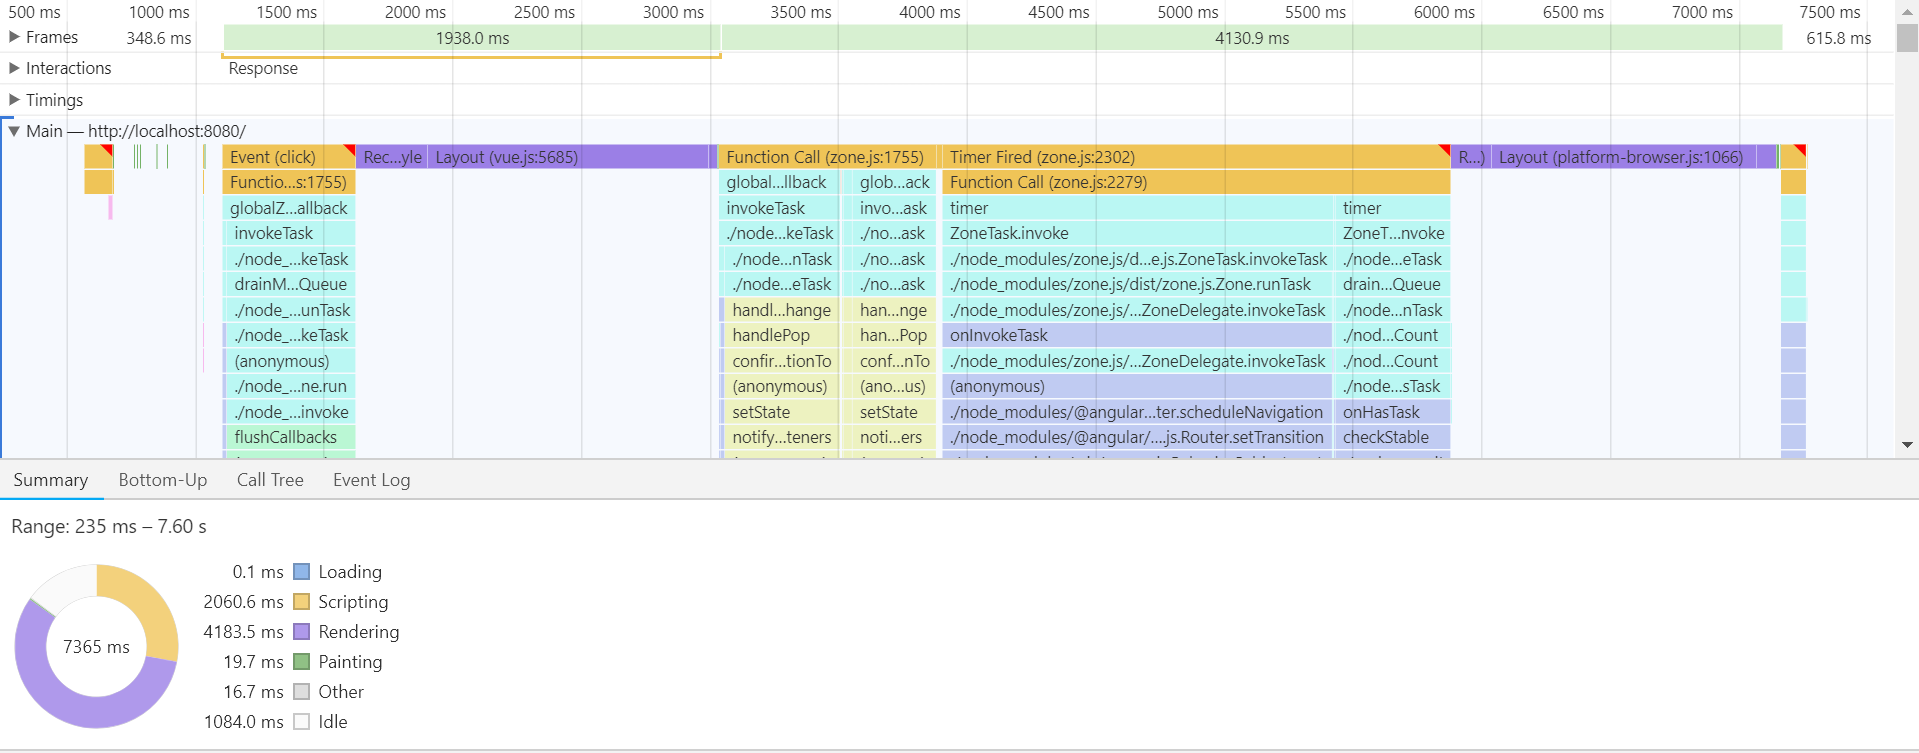 500 ms 1000 ms 1500 ms 2000 ms 2500 ms 3000 ms 3500 ms 4000 ms 4500 ms 5000 ms 5500 ms 6000 ms 6500 ms 7000 ms 7500 ms
Frames 348.6 ms 1938.0 ms 4130.9 ms 615.8 ms
Interactions Response
Timings
Main — http://localhost:8080/
Event (click) Rec...yle Layout (vue.js:5685) Function Call (zone.js:1755) Timer Fired (zone.js:2302) R...) Layout (platform-browser.js:1066)
Functio...s:1755) global...llback glob...ack Function Call (zone.js:2279)
globalZ...allback invokeTask invo...ask timer timer
invokeTask ./node...keTask ./no...ask ZoneTask.invoke ZoneT...nvoke
./node_...keTask ./node...nTask ./no...ask ./node_modules/zone.js/d...e.js.ZoneTask.invokeTask ./node...eTask
drainM...Queue ./node...eTask ./no...ask ./node_modules/zone.js/dist/zone.js.Zone.runTask drain...Queue
./node_...unTask handl...hange han...nge ./node_modules/zone.js/...ZoneDelegate.invokeTask ./node...nTask
./node_...keTask handlePop han...Pop onInvokeTask ./nod...Count
(anonymous) confir...tionTo conf...nTo ./node_modules/zone.js/...ZoneDelegate.invokeTask ./nod...Count
./node_...ne.run (anonymous) (ano...us) (anonymous) ./node...sTask
./node_...invoke setState setState ./node_modules/@angular...ter.scheduleNavigation onHasTask
flushCallbacks notify...teners noti...ers ./node_modules/@angular/....js.Router.setTransition checkStable
Summary Bottom-Up Call Tree Event Log
Range: 235 ms – 7.60 s
7365 ms
0.1 ms Loading
2060.6 ms Scripting
4183.5 ms Rendering
19.7 ms Painting
16.7 ms Other
1084.0 ms Idle